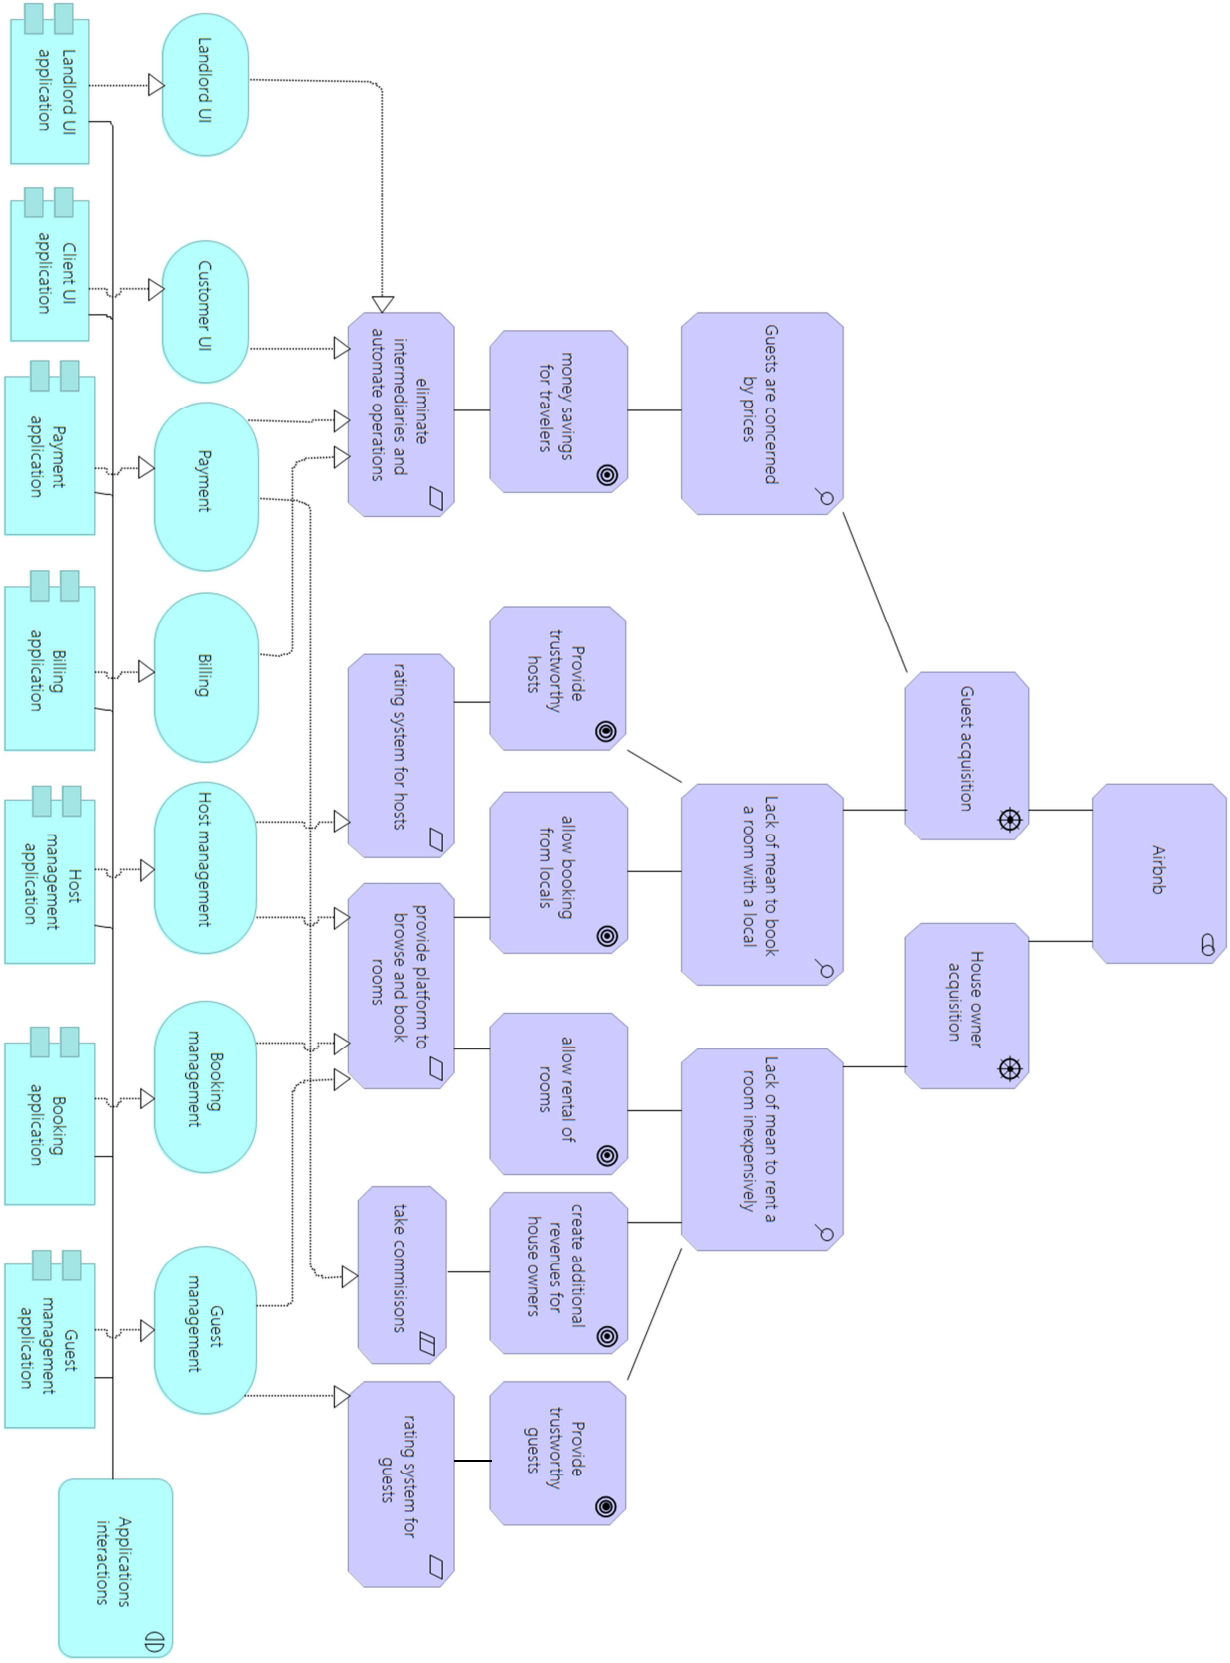 Airbnb
Guest acquisition
House owner
acquisition
Guests are concerned
by prices
Lack of mean to book
a room with a local
Lack of mean to rent a
room inexpensively
money savings
for travelers
Provide
trustworthy
hosts
allow booking
from locals
allow rental of
rooms
create additional
revenues for
house owners
Provide
trustworthy
guests
eliminate
intermediaries and
automate operations
rating system for hosts
provide platform to
browse and book
rooms
take commisisons
rating system for
guests
Landlord UI
Customer UI
Payment
Billing
Host management
Booking
management
Guest
management
Landlord UI
application
Client UI
application
Payment
application
Billing
application
Host
management
application
Booking
application
Guest
management
application
Applications
interactions